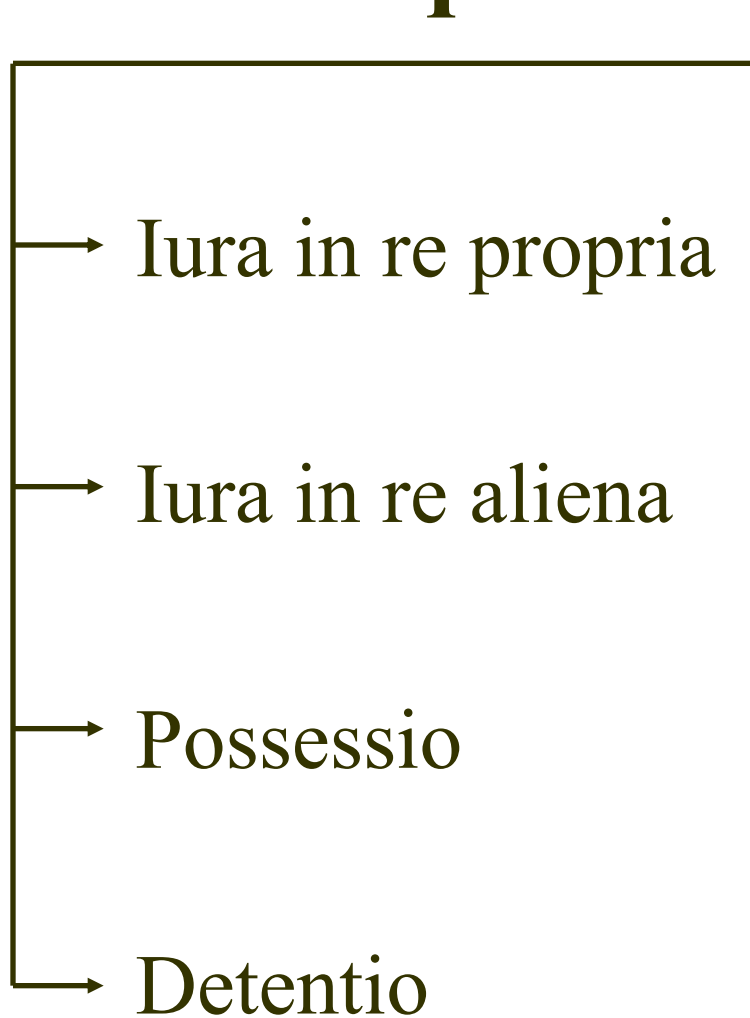 Iura in re propria
Iura in re aliena
Possessio
Detentio